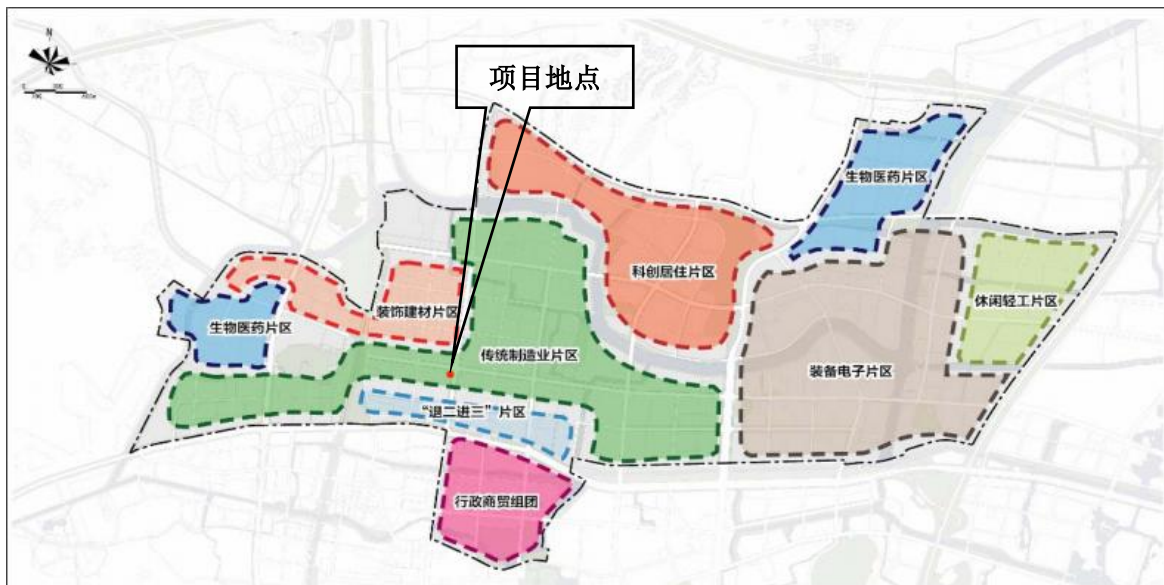 N
项目地点
生物医药片区
科创居住片区
休闲轻工片区
装饰建材片区
生物医药片区
传统制造业片区
装备电子片区
“退二进三”片区
行政商贸组团